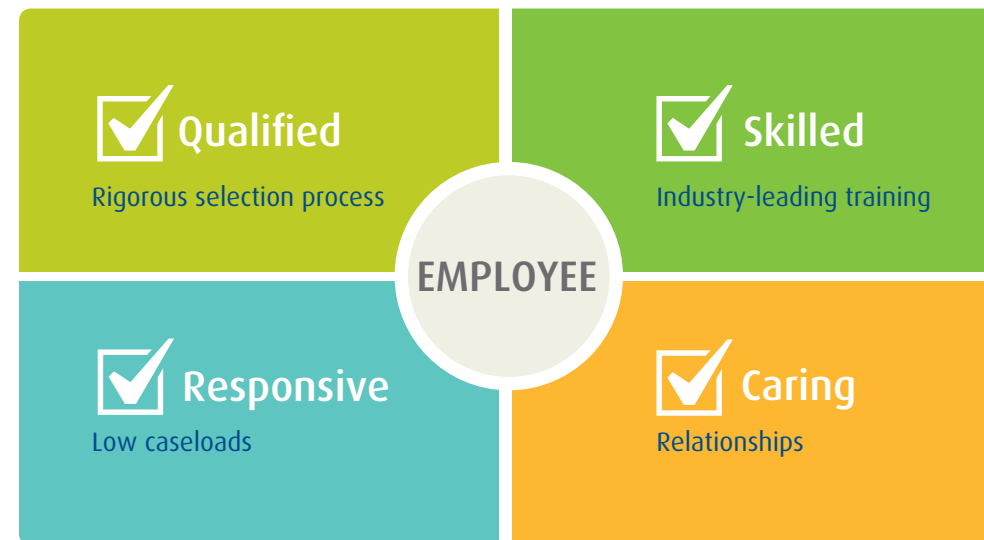 Qualified
Rigorous selection process
Skilled
Industry-leading training
EMPLOYEE
Responsive
Low caseloads
Caring
Relationships